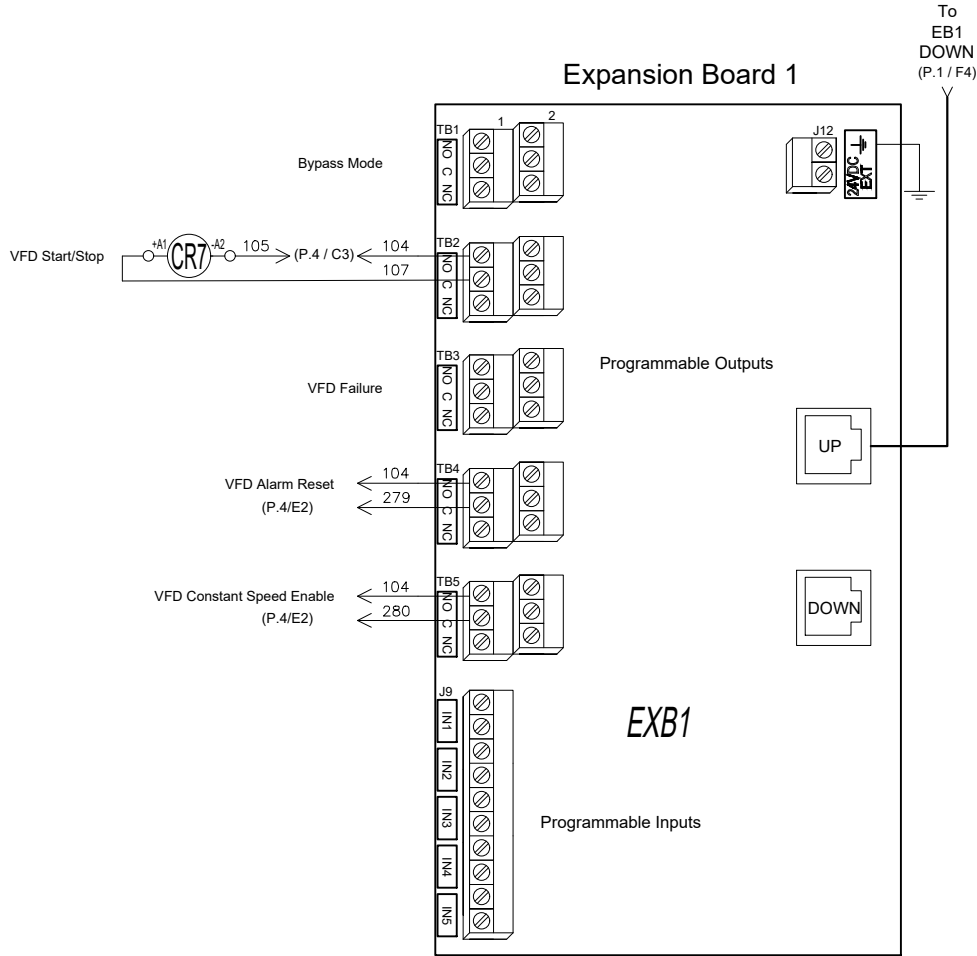 To
EB1
DOWN
(P.1 / F4)
Expansion Board 1
TB1
1
2
NO C NC
Bypass Mode
J12
24VDC
EXT
VFD Start/Stop
+A1
CR7
-A2
105
(P.4 / C3)
104
107
TB2
NO C NC
TB3
NO C NC
VFD Failure
Programmable Outputs
UP
TB4
NO C NC
VFD Alarm Reset
(P.4/E2)
104
279
TB5
NO C NC
VFD Constant Speed Enable
(P.4/E2)
104
280
DOWN
J9
IN1
IN2
IN3
IN4
IN5
EXB1
Programmable Inputs